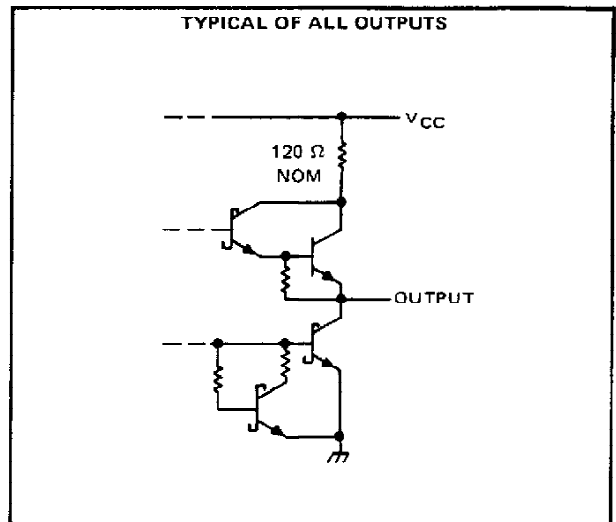 TYPICAL OF ALL OUTPUTS
VCC
120 Ω
NOM
OUTPUT